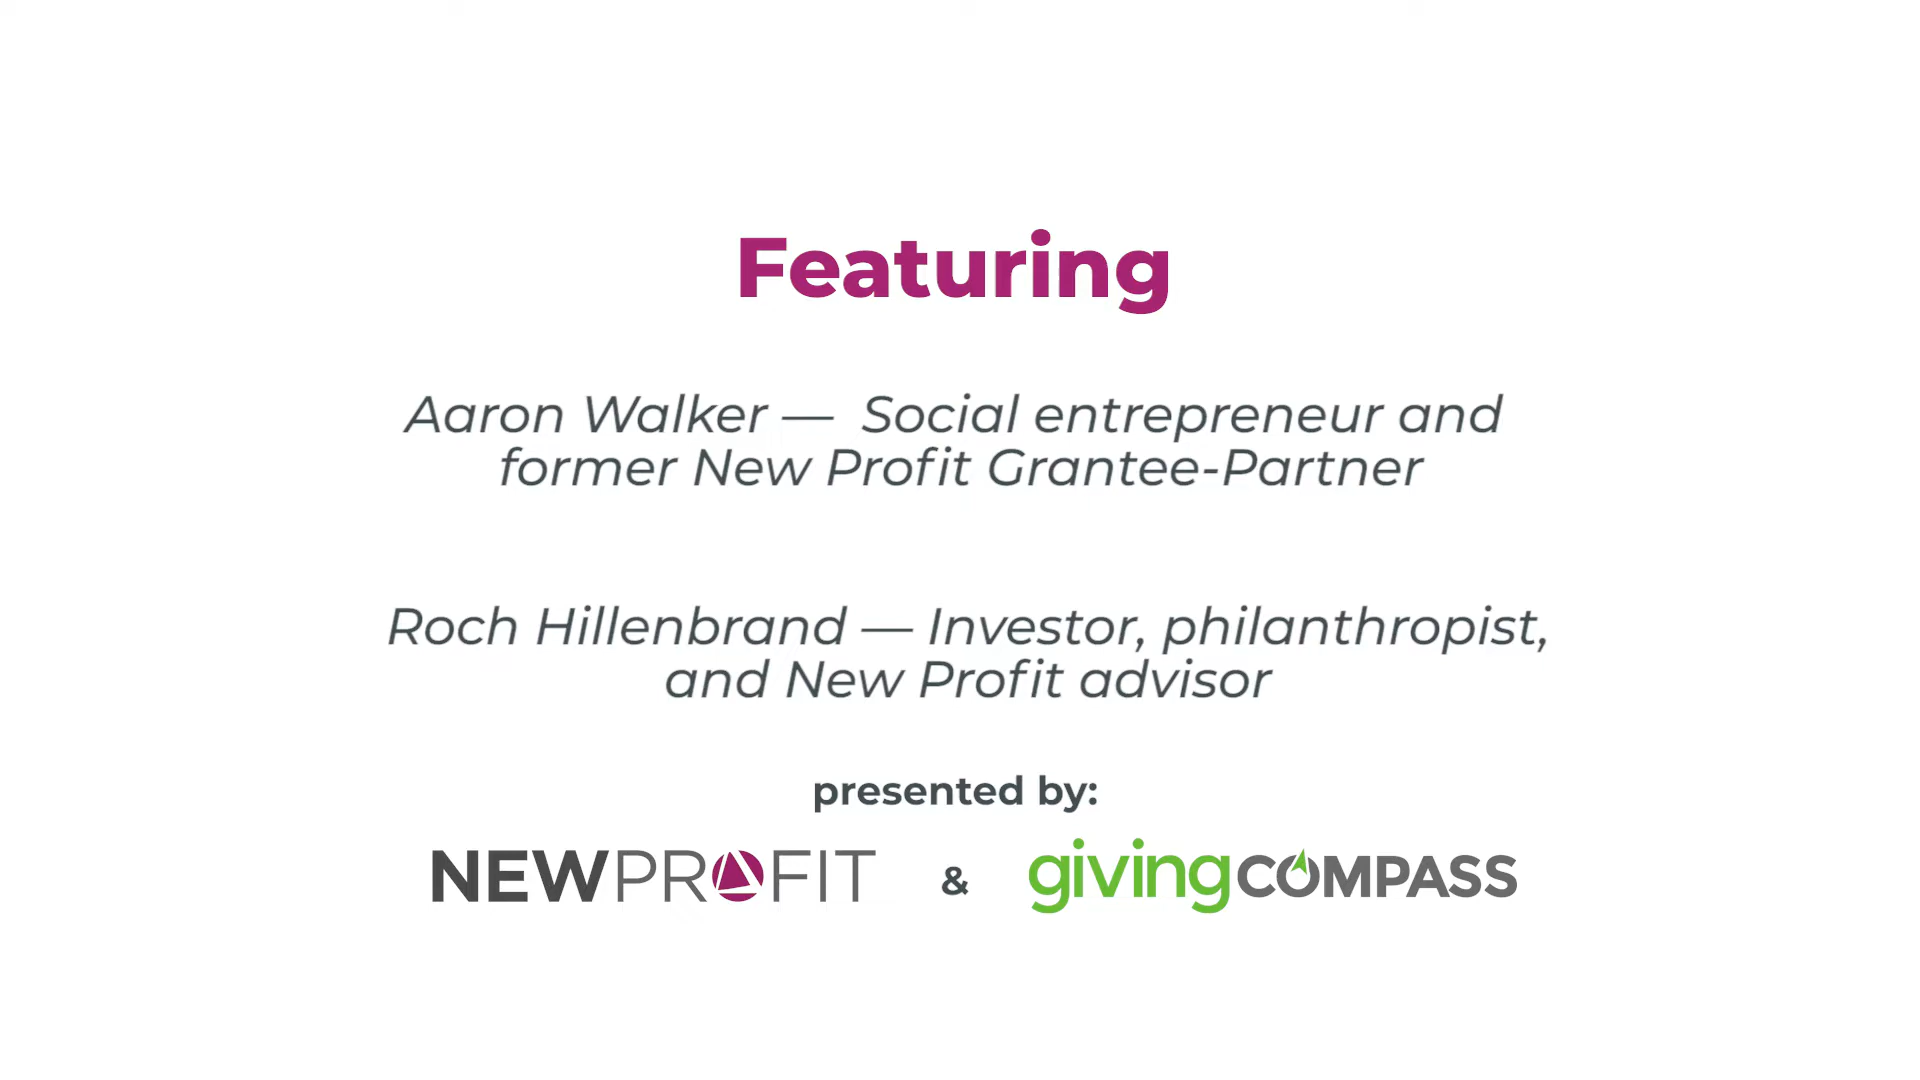 Featuring
Aaron Walker — Social entrepreneur and
former New Profit Grantee-Partner
Roch Hillenbrand — Investor, philanthropist,
and New Profit advisor
presented by:
NEWPROFIT & givingCOMPASS